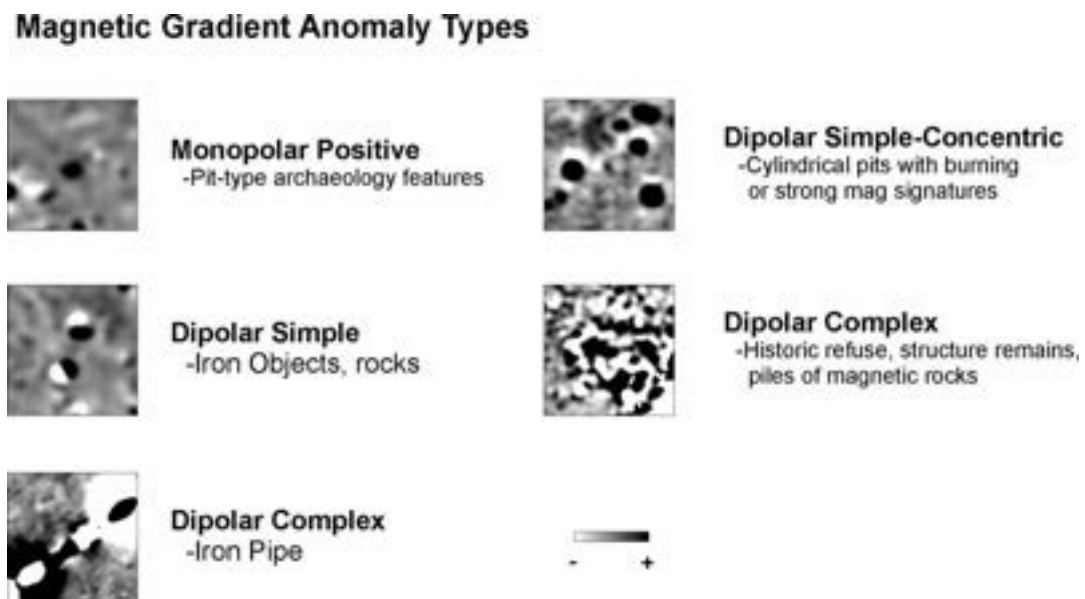 Magnetic Gradient Anomaly Types
Monopolar Positive
-Pit-type archaeology features
Dipolar Simple-Concentric
-Cylindrical pits with burning
or strong mag signatures
Dipolar Simple
-Iron Objects, rocks
Dipolar Complex
-Historic refuse, structure remains,
piles of magnetic rocks
Dipolar Complex
-Iron Pipe
- +